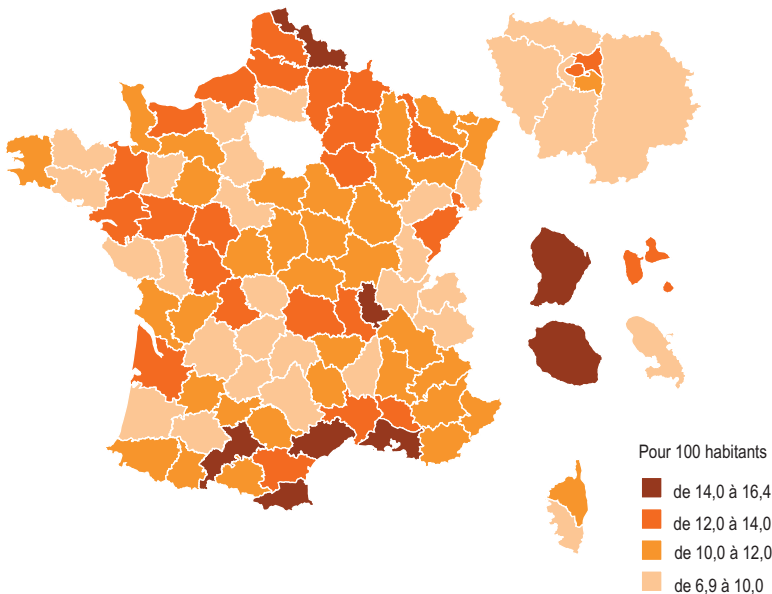 Pour 100 habitants
de 14,0 à 16,4
de 12,0 à 14,0
de 10,0 à 12,0
de 6,9 à 10,0